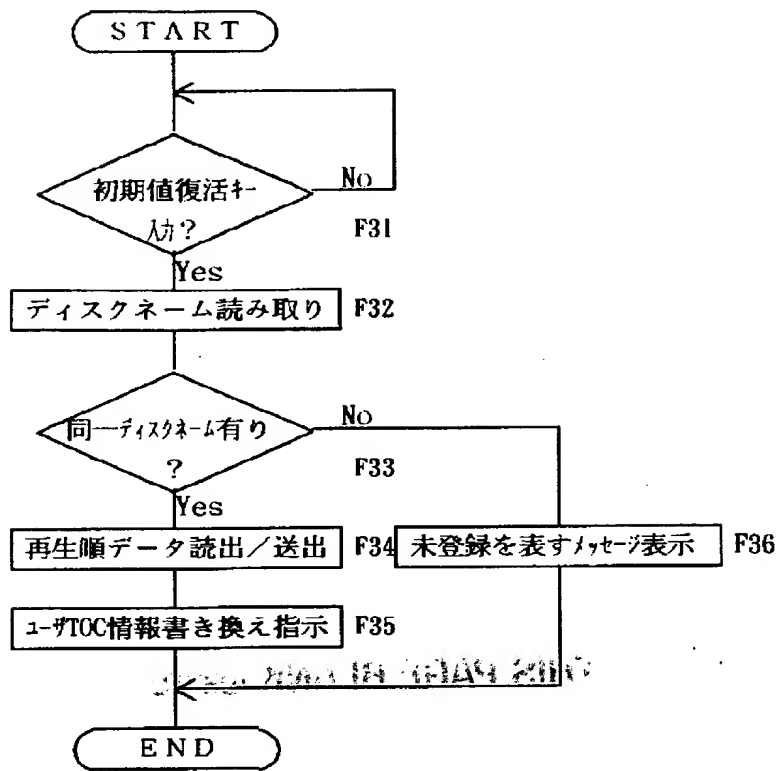 START
No
初期値復活キー
入力?
F31
Yes
ディスクネーム読み取り F32
No
同一ディスクネーム有り
?
F33
Yes
再生順データ読出/送出 F34
未登録を表すメッセージ表示 F36
ユーザTOC情報書き換え指示 F35
END